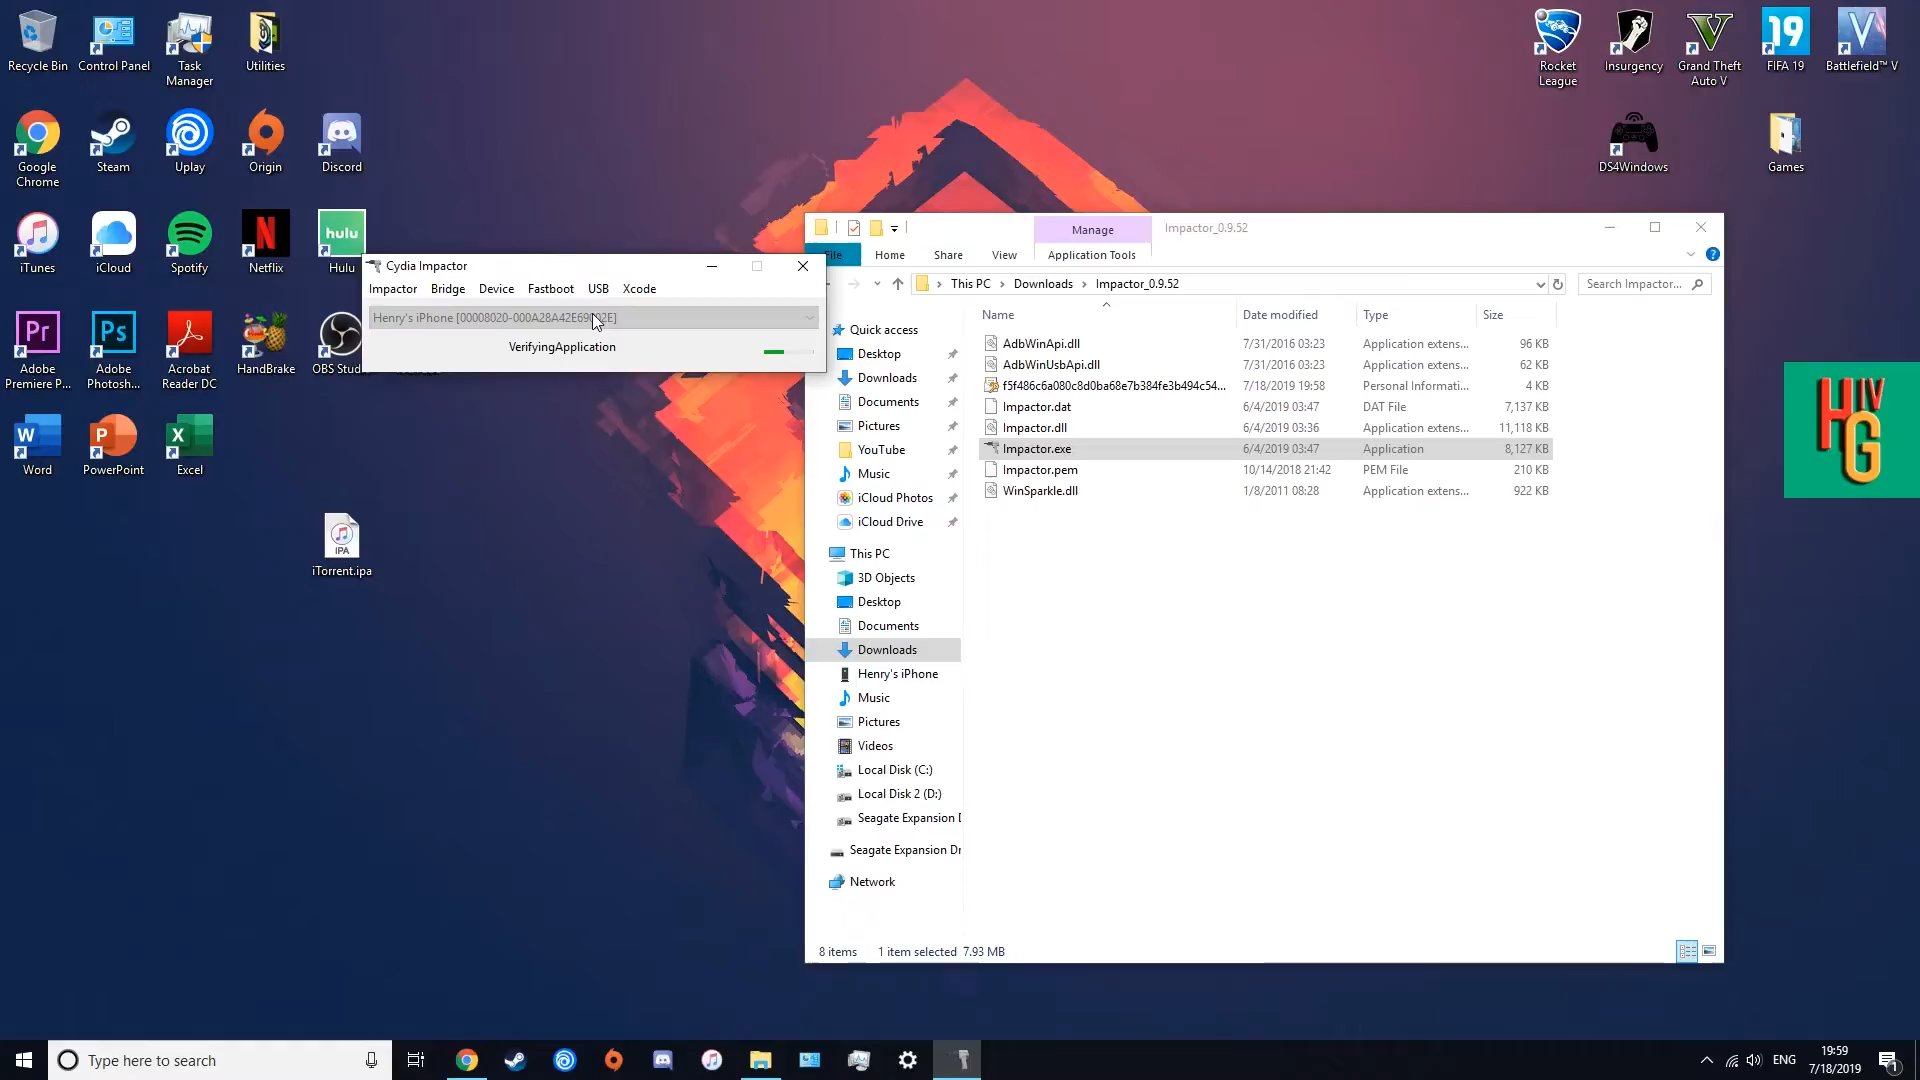 Recycle Bin
Control Panel
Task
Manager
Utilities
Google
Chrome
Steam
Uplay
Origin
Discord
iTunes
iCloud
Spotify
Netflix
hulu
Hulu
Adobe
Premiere P...
Adobe
Photosh...
Acrobat
Reader DC
HandBrake
OBS Studi
Word
PowerPoint
Excel
IPA
iTorrent.ipa
Rocket
League
Insurgency
Grand Theft
Auto V
19
FIFA 19
Battlefield™ V
DS4Windows
Games
HIV
G
Cydia Impactor
Impactor Bridge Device Fastboot USB Xcode
Henry's iPhone
VerifyingApplication
Manage
Impactor_0.9.52
File Home Share View Application Tools
This PC > Downloads > Impactor_0.9.52
Search Impactor...
Name Date modified Type Size
AdbWinApi.dll 7/31/2016 03:23 Application extens... 96 KB
AdbWinUsbApi.dll 7/31/2016 03:23 Application extens... 62 KB
f5f486c6a080c8d0ba68e7b384fe3b494c54... 7/18/2019 19:58 Personal Informati... 4 KB
Impactor.dat 6/4/2019 03:47 DAT File 7,137 KB
Impactor.dll 6/4/2019 03:36 Application extens... 11,118 KB
Impactor.exe 6/4/2019 03:47 Application 8,127 KB
Impactor.pem 10/14/2018 21:42 PEM File 210 KB
WinSparkle.dll 1/8/2011 08:28 Application extens... 922 KB
Quick access
Desktop
Downloads
Documents
Pictures
YouTube
Music
iCloud Photos
iCloud Drive
This PC
3D Objects
Desktop
Documents
Downloads
Henry's iPhone
Music
Pictures
Videos
Local Disk (C:)
Local Disk 2 (D:)
Seagate Expansion D
Seagate Expansion Dr
Network
8 items 1 item selected 7.93 MB
Type here to search
ENG
19:59
7/18/2019
1